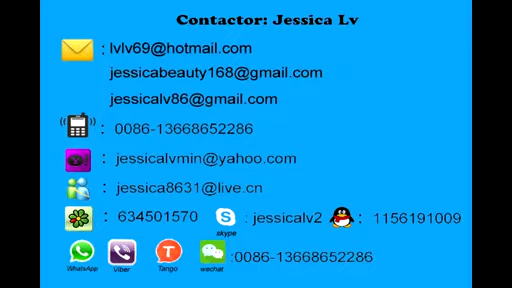 Contactor: Jessica Lv
: lvlv69@hotmail.com
jessicabeauty168@gmail.com
jessicalv86@gmail.com
: 0086-13668652286
: jessicalvmin@yahoo.com
: jessica8631@live.cn
: 634501570 skype : jessicalv2 : 1156191009
WhatsApp Viber Tango wechat :0086-13668652286